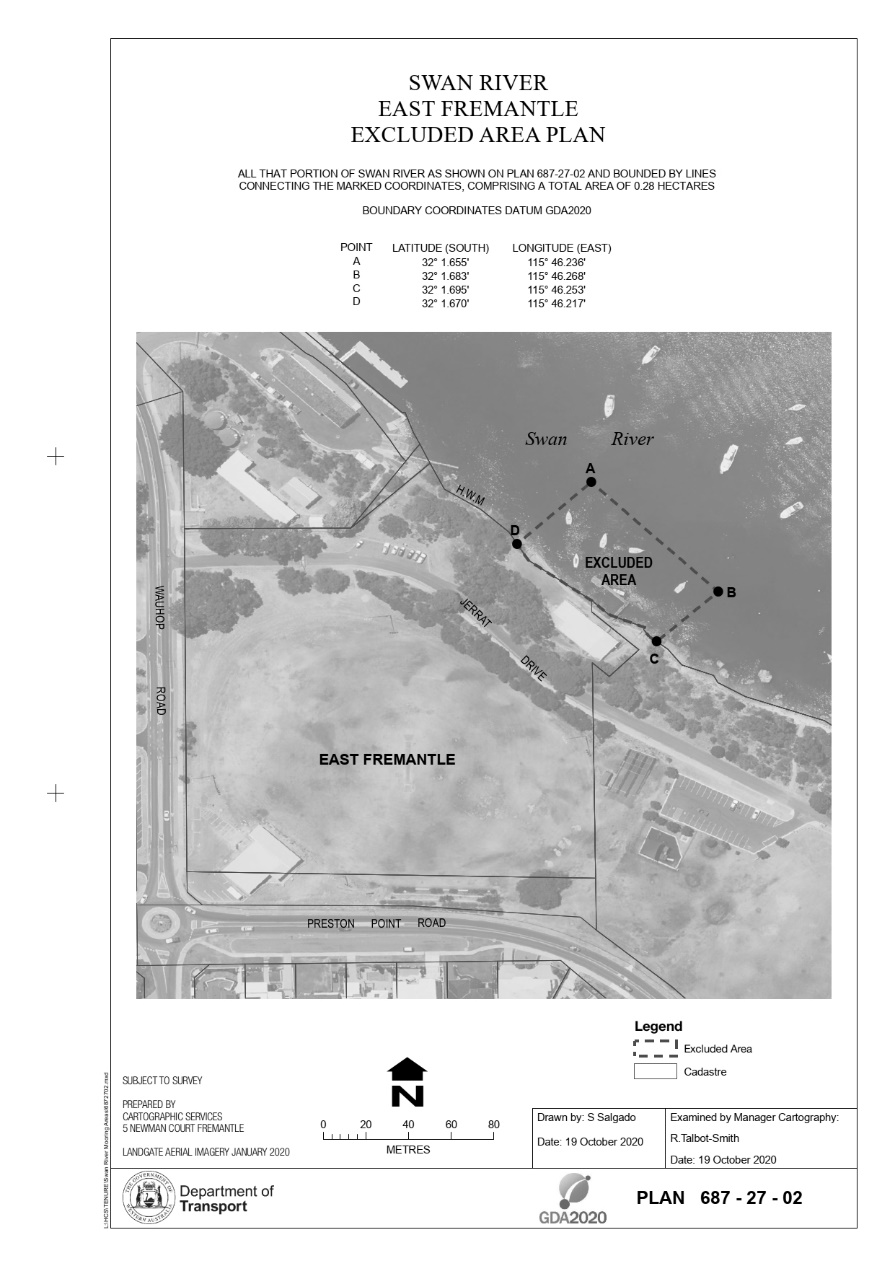 SWAN RIVER
EAST FREMANTLE
EXCLUDED AREA PLAN
ALL THAT PORTION OF SWAN RIVER AS SHOWN ON PLAN 687-27-02 AND BOUNDED BY LINES
CONNECTING THE MARKED COORDINATES, COMPRISING A TOTAL AREA OF 0.28 HECTARES
BOUNDARY COORDINATES DATUM GDA2020
POINT LATITUDE (SOUTH) LONGITUDE (EAST)
A 32° 1.655' 115° 46.236'
B 32° 1.683' 115° 46.268'
C 32° 1.695' 115° 46.253'
D 32° 1.670' 115° 46.217'
Swan River
A
H.W.M
D
EXCLUDED
AREA
B
C
JERRAT
DRIVE
WAUHOP
ROAD
EAST FREMANTLE
PRESTON POINT ROAD
Legend
Excluded Area
Cadastre
SUBJECT TO SURVEY
PREPARED BY
CARTOGRAPHIC SERVICES
5 NEWMAN COURT FREMANTLE
LANDGATE AERIAL IMAGERY JANUARY 2020
N
0 20 40 60 80
METRES
Drawn by: S Salgado
Date: 19 October 2020
Examined by Manager Cartography:
R.Talbot-Smith
Date: 19 October 2020
THE GOVERNMENT OF
WESTERN AUSTRALIA
Department of
Transport
GDA2020
PLAN 687 - 27 - 02